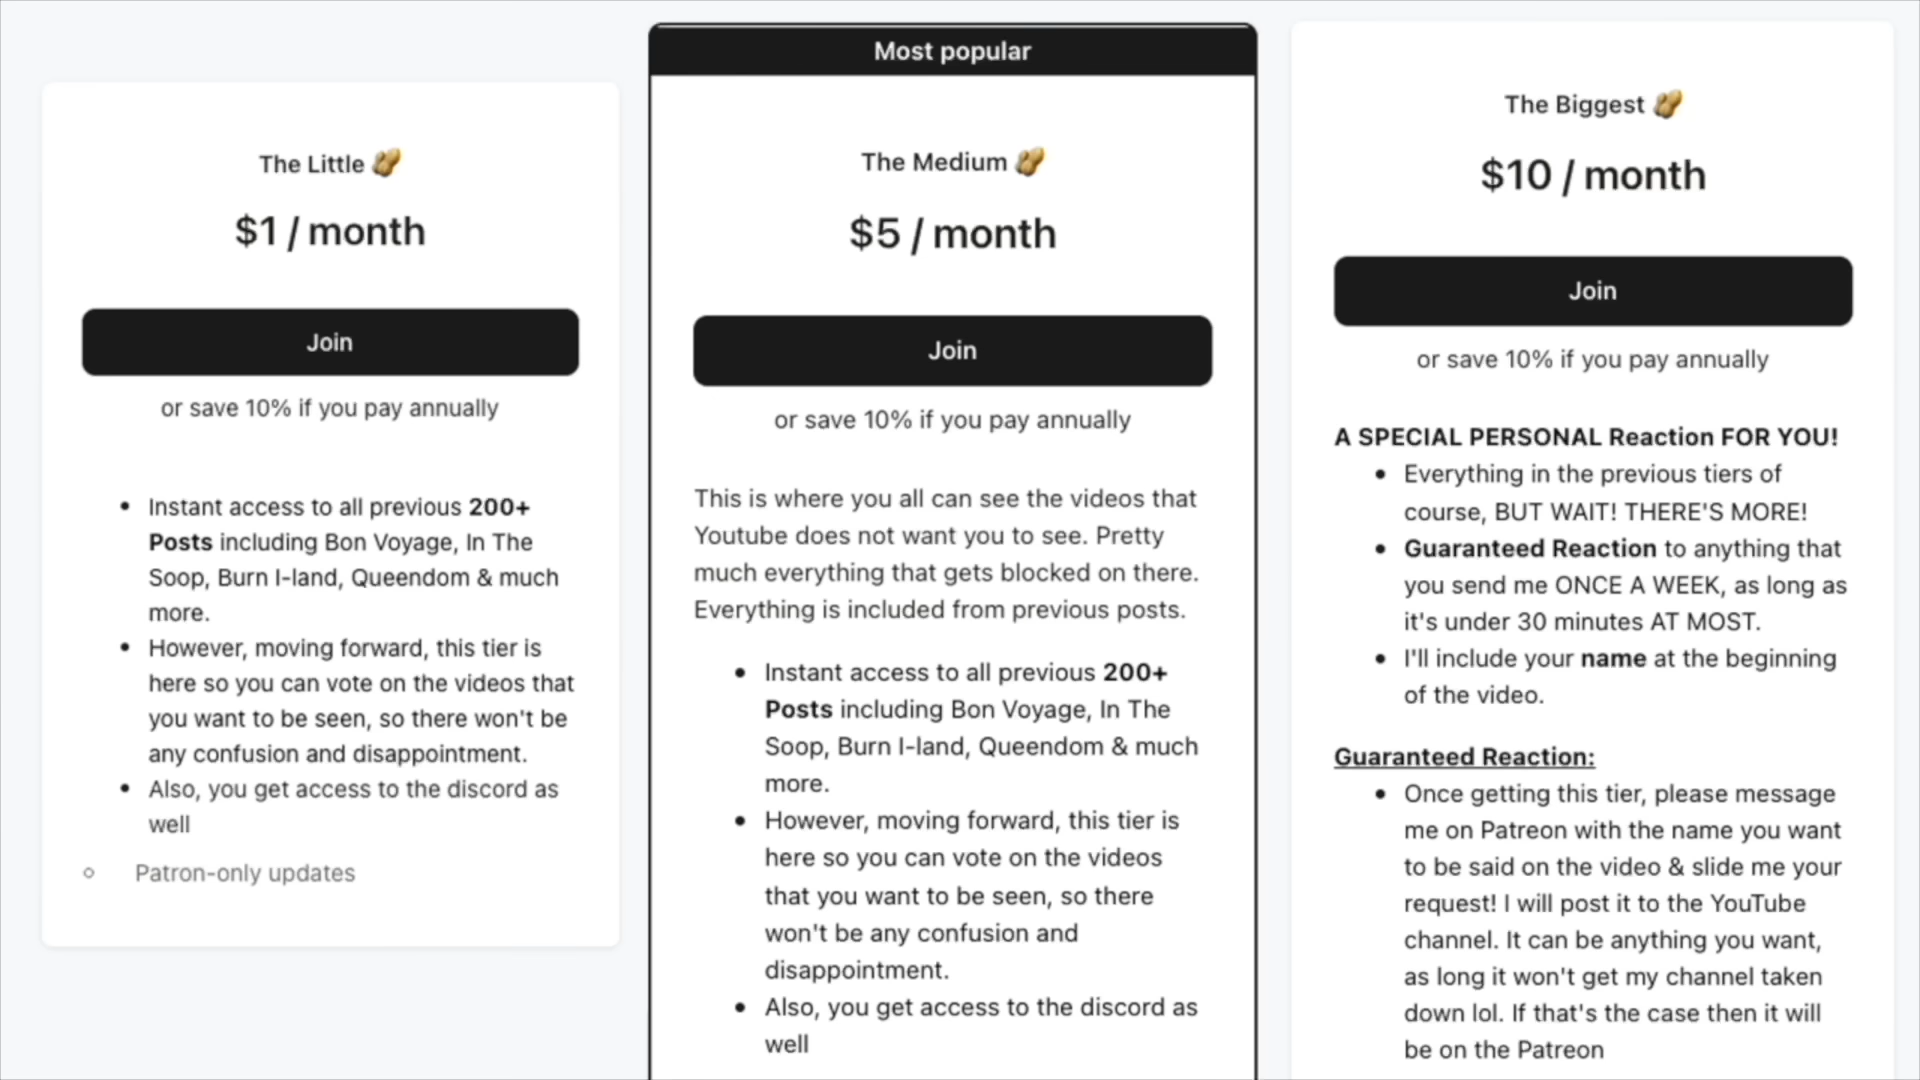 The Little 🥜
$1 / month
Join
or save 10% if you pay annually
• Instant access to all previous 200+
Posts including Bon Voyage, In The
Soop, Burn I-land, Queendom & much
more.
• However, moving forward, this tier is
here so you can vote on the videos that
you want to be seen, so there won't be
any confusion and disappointment.
• Also, you get access to the discord as
well
◦ Patron-only updates
Most popular
The Medium 🥜
$5 / month
Join
or save 10% if you pay annually
This is where you all can see the videos that
Youtube does not want you to see. Pretty
much everything that gets blocked on there.
Everything is included from previous posts.
• Instant access to all previous 200+
Posts including Bon Voyage, In The
Soop, Burn I-land, Queendom & much
more.
• However, moving forward, this tier is
here so you can vote on the videos
that you want to be seen, so there
won't be any confusion and
disappointment.
• Also, you get access to the discord as
well
The Biggest 🥜
$10 / month
Join
or save 10% if you pay annually
A SPECIAL PERSONAL Reaction FOR YOU!
• Everything in the previous tiers of
course, BUT WAIT! THERE'S MORE!
• Guaranteed Reaction to anything that
you send me ONCE A WEEK, as long as
it's under 30 minutes AT MOST.
• I'll include your name at the beginning
of the video.
Guaranteed Reaction:
• Once getting this tier, please message
me on Patreon with the name you want
to be said on the video & slide me your
request! I will post it to the YouTube
channel. It can be anything you want,
as long it won't get my channel taken
down lol. If that's the case then it will
be on the Patreon